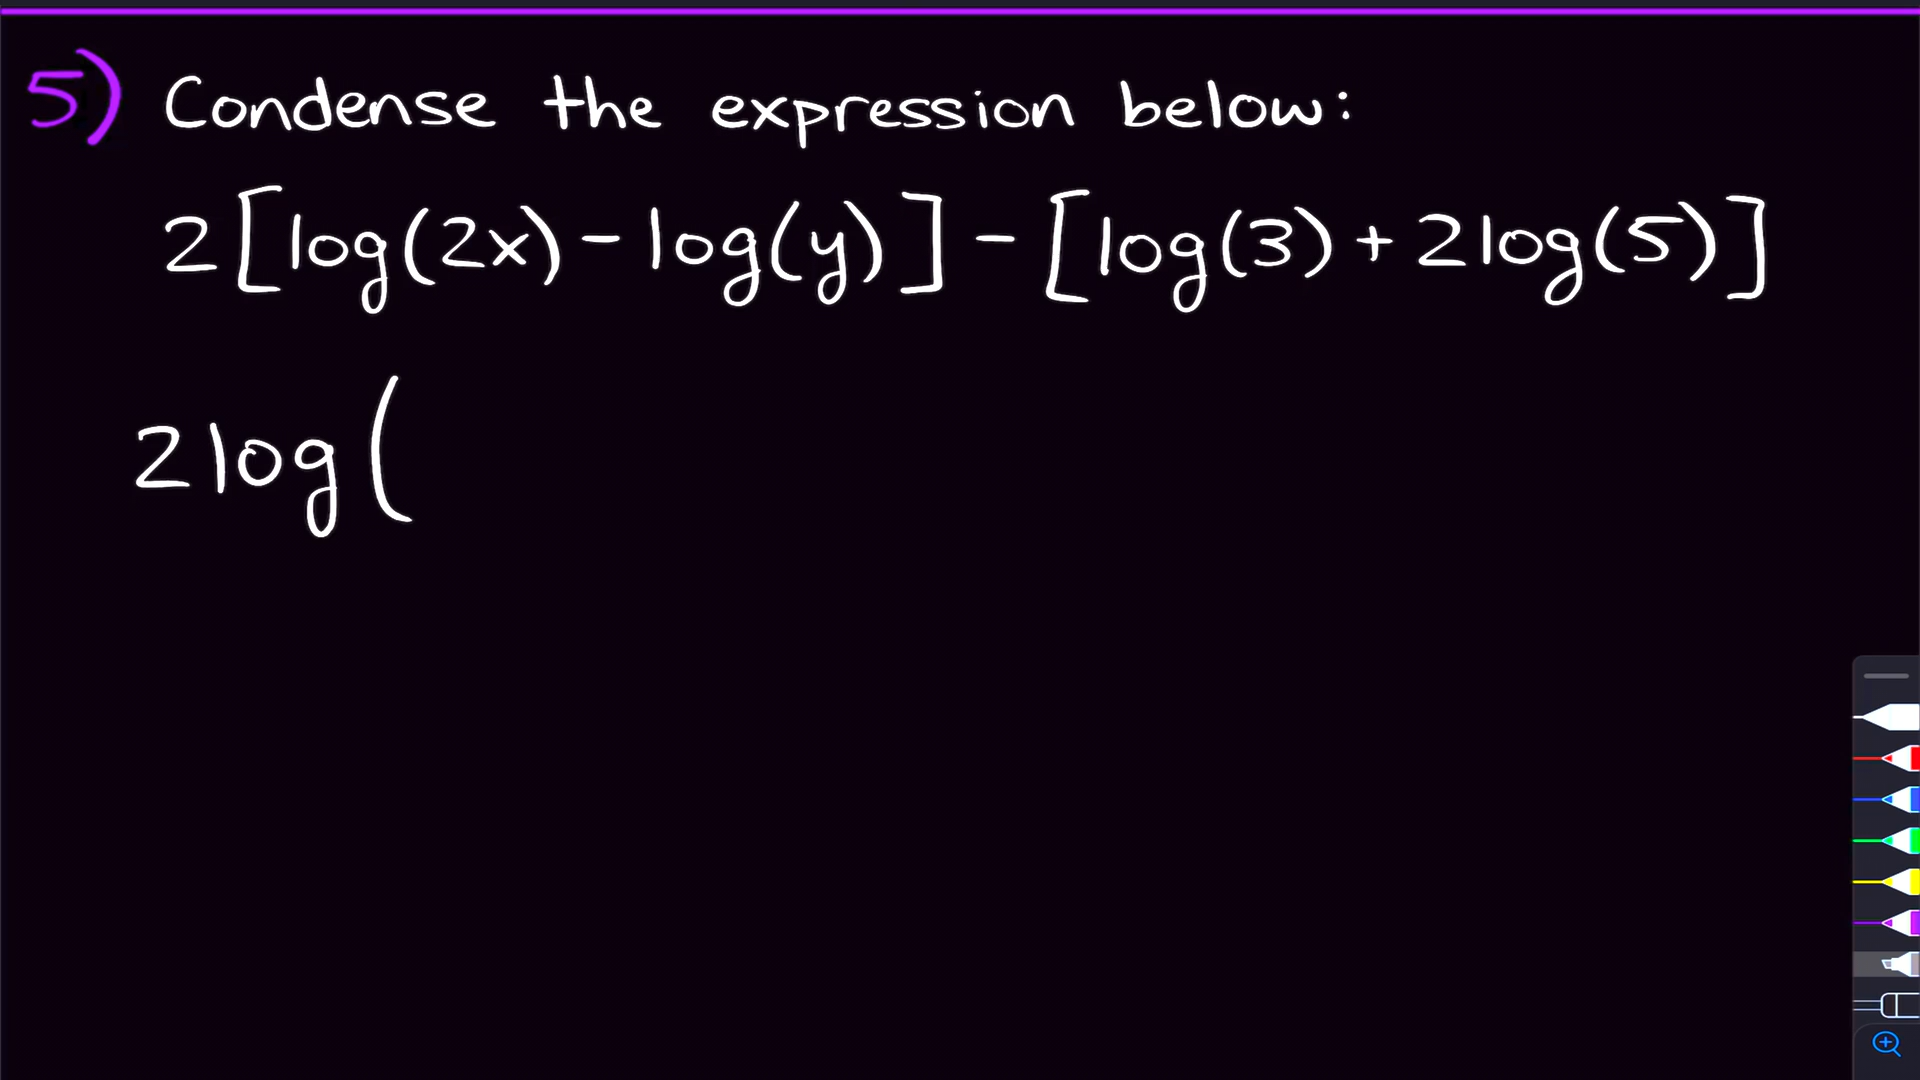 5) Condense the expression below:
2[log(2x) - log(y)] - [log(3) + 2log(5)]
2log(